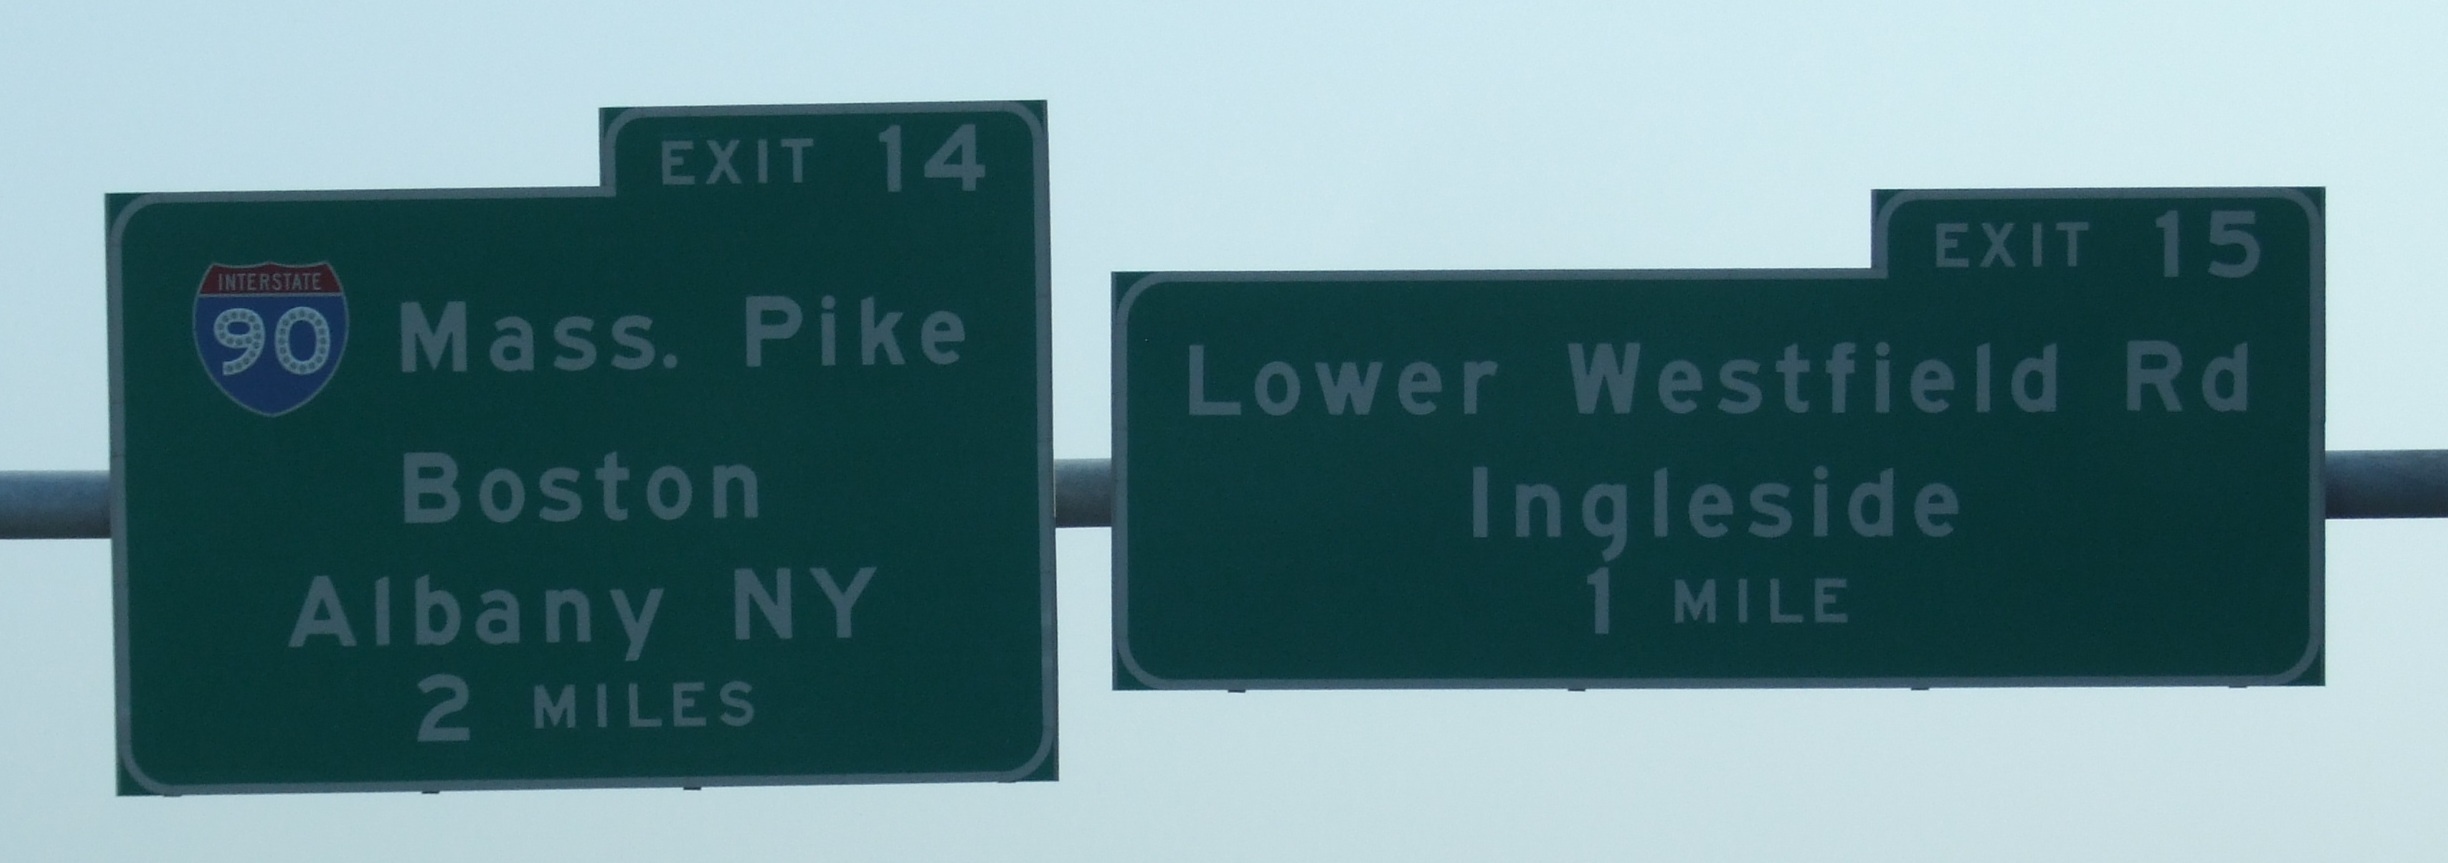 EXIT 14
INTERSTATE
90
Mass. Pike
Boston
Albany NY
2 MILES
EXIT 15
Lower Westfield Rd
Ingleside
1 MILE